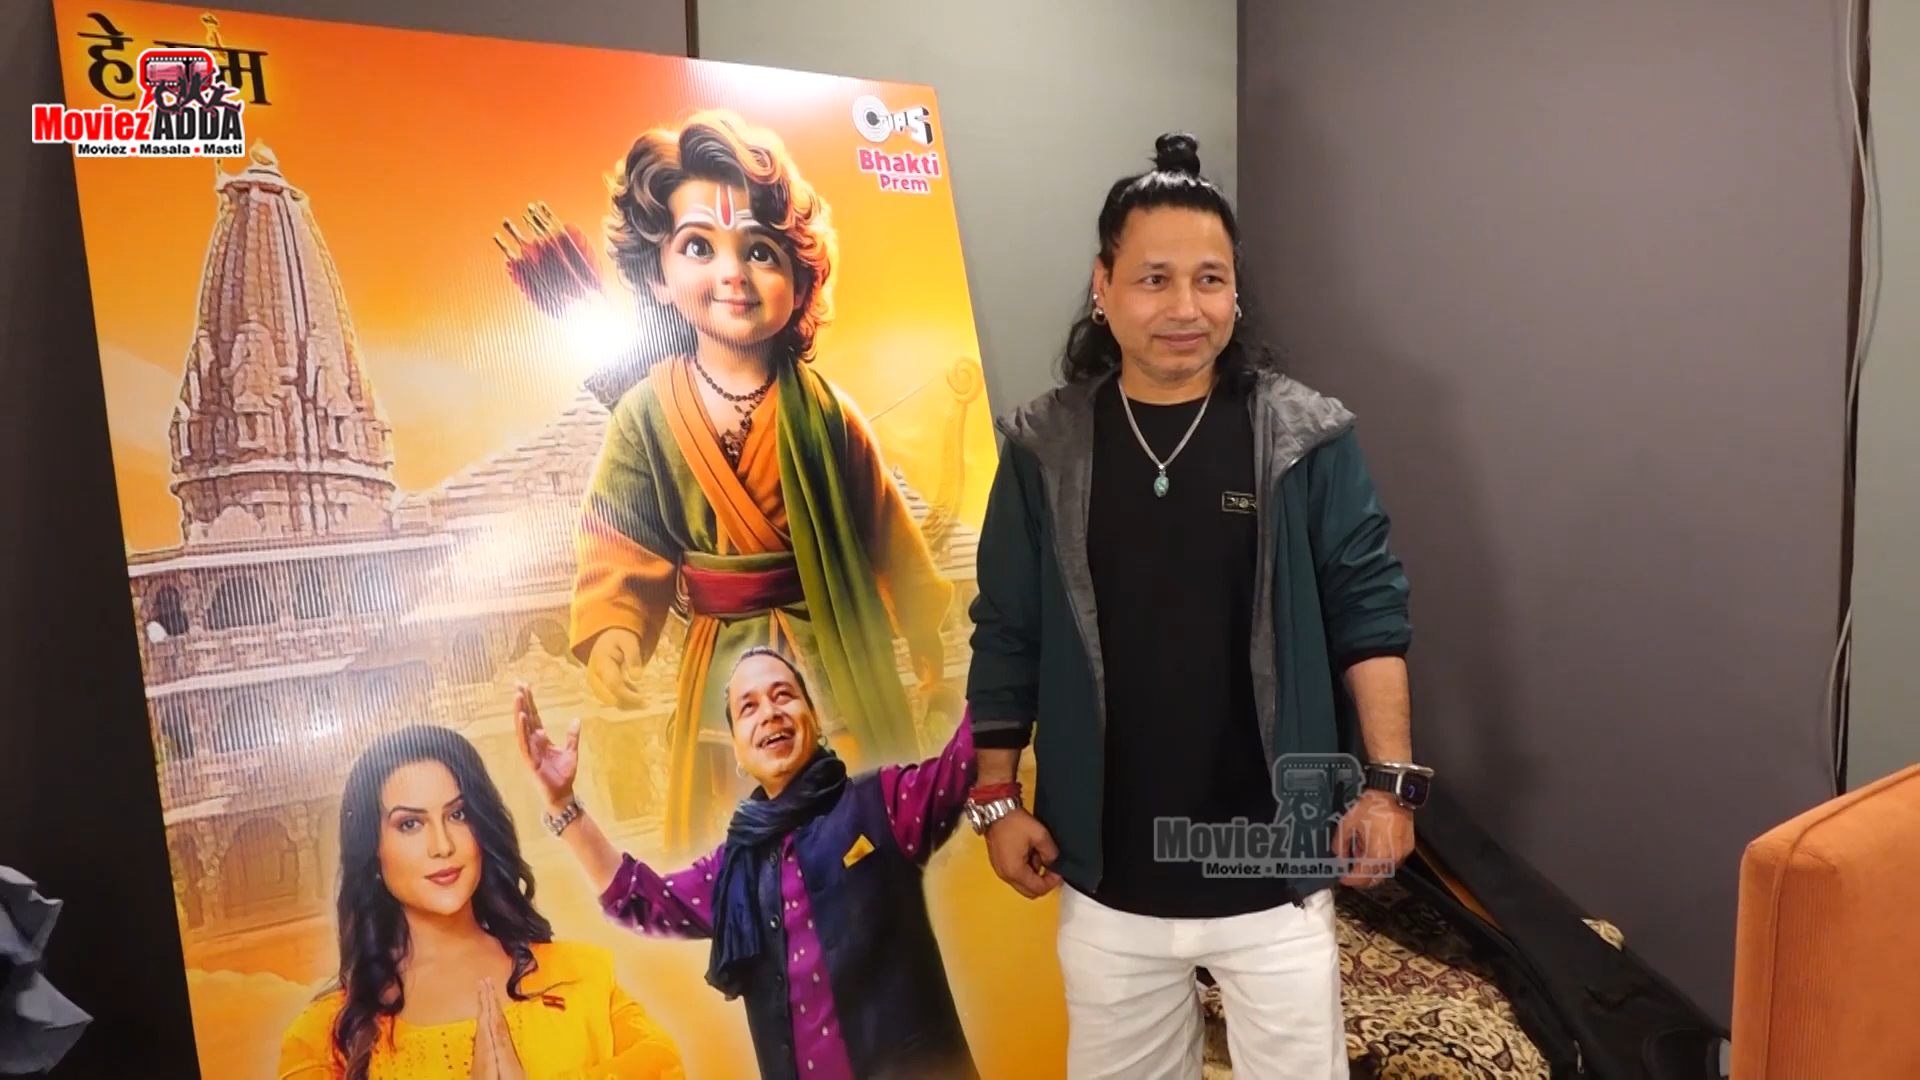 हे राम
MoviezADDA
Moviez • Masala • Masti
TIPS
Bhakti
Prem
MoviezADDA
Moviez • Masala • Masti